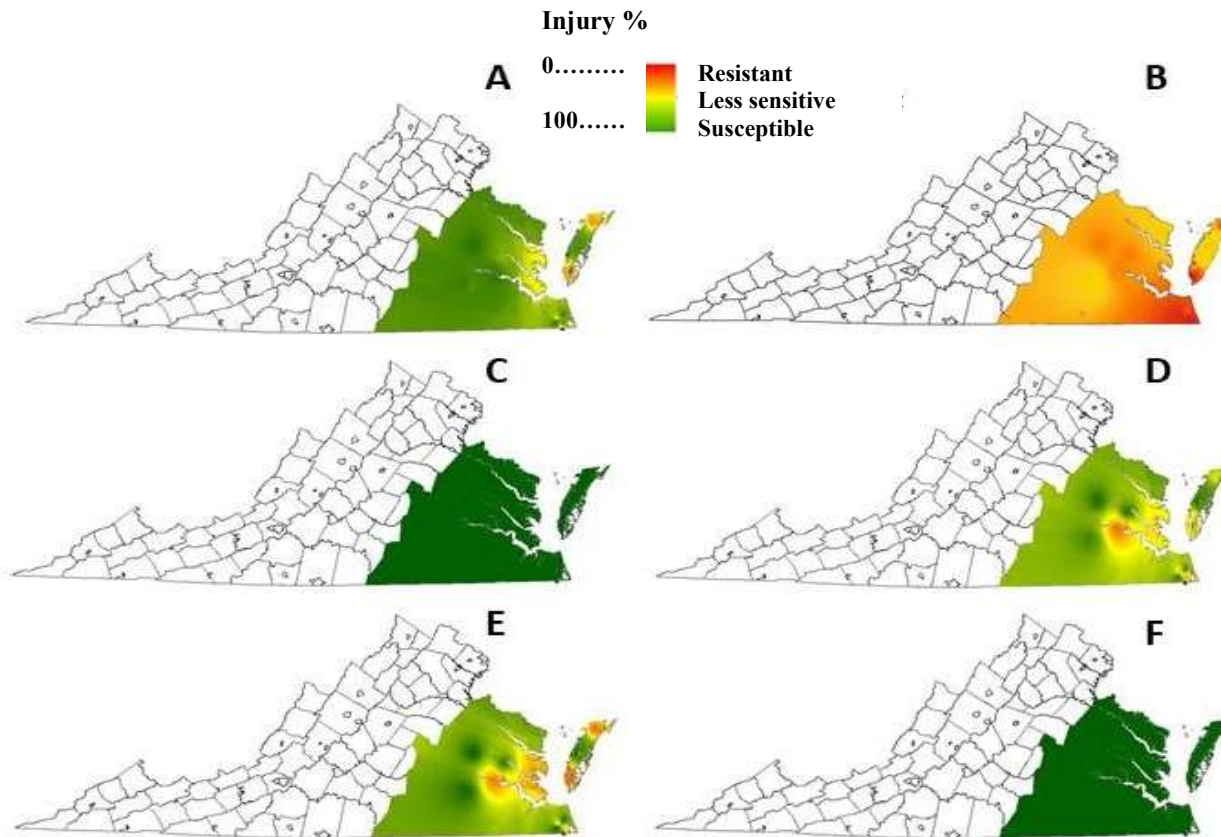 Injury %
0......... Resistant
Less sensitive
100...... Susceptible
A
B
C
D
E
F